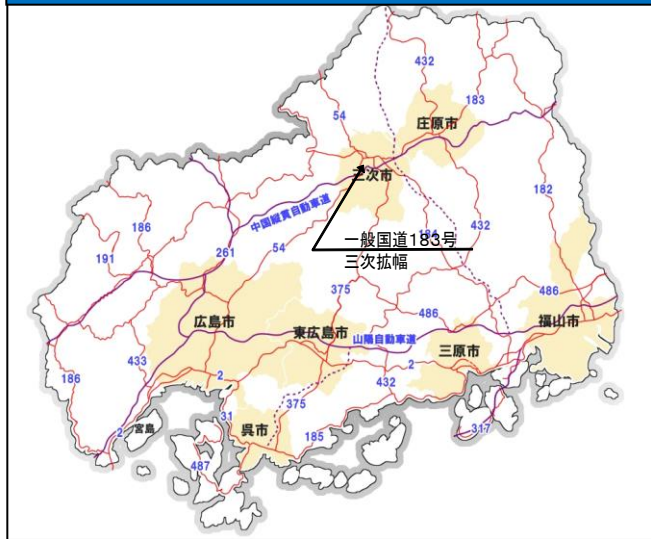 432
183
54
庄原市
三次市
182
中国縦貫自動車道
186
191
261
54
184
432
一般国道183号
三次拡幅
375
486
486
広島市
東広島市
山陽自動車道
三原市
福山市
433
186
2
2
432
375
31
185
2
宮島
呉市
317
487